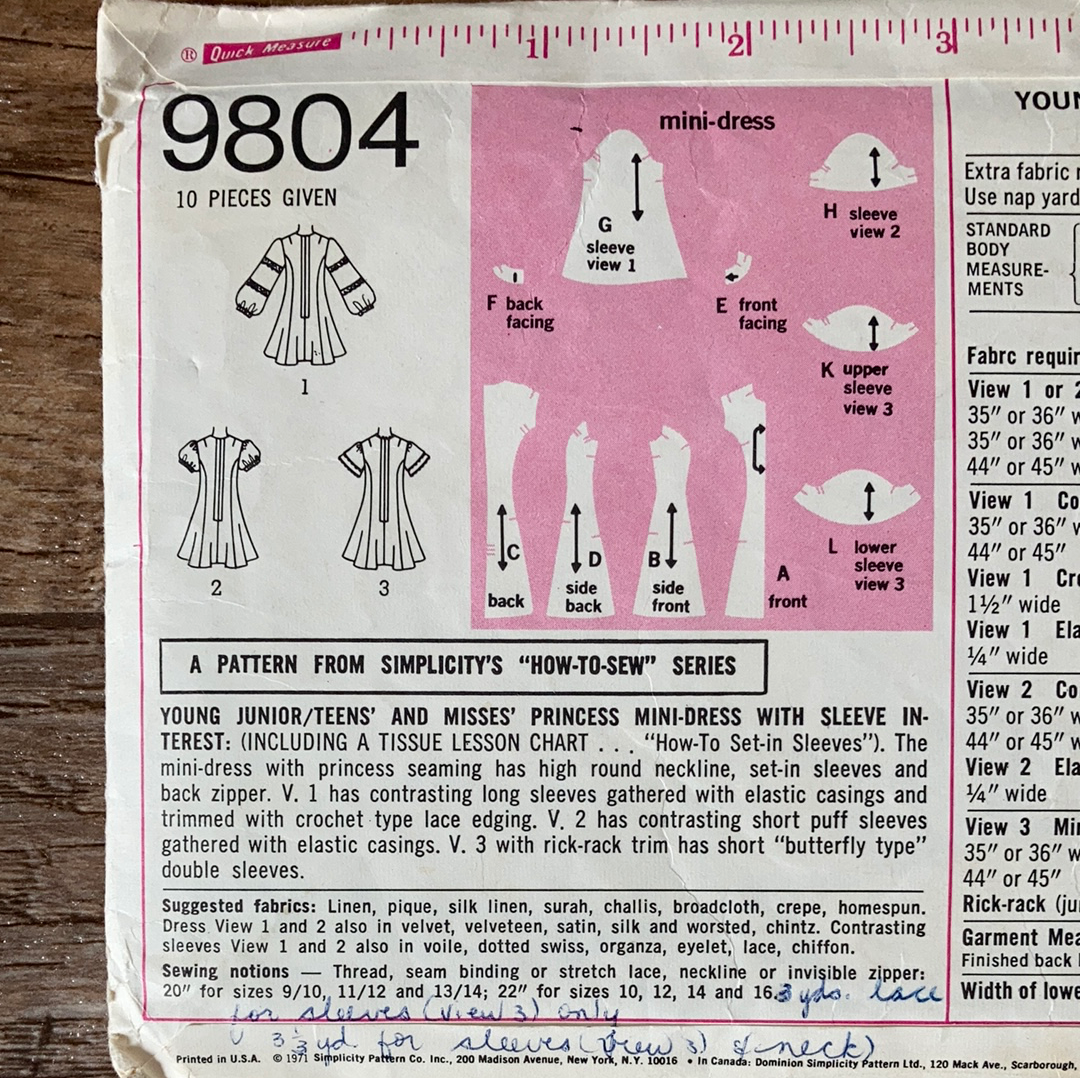 ® Quick Measure 1 2 3
9804
10 PIECES GIVEN
1
2 3
mini-dress
G
sleeve
view 1
H sleeve
view 2
F back
facing
E front
facing
K upper
sleeve
view 3
L lower
sleeve
view 3
C
back
D
side
back
B
side
front
A
front
A PATTERN FROM SIMPLICITY'S "HOW-TO-SEW" SERIES
YOUNG JUNIOR/TEENS' AND MISSES' PRINCESS MINI-DRESS WITH SLEEVE IN-
TEREST: (INCLUDING A TISSUE LESSON CHART . . . "How-To Set-in Sleeves"). The
mini-dress with princess seaming has high round neckline, set-in sleeves and
back zipper. V. 1 has contrasting long sleeves gathered with elastic casings and
trimmed with crochet type lace edging. V. 2 has contrasting short puff sleeves
gathered with elastic casings. V. 3 with rick-rack trim has short "butterfly type"
double sleeves.
Suggested fabrics: Linen, pique, silk linen, surah, challis, broadcloth, crepe, homespun.
Dress View 1 and 2 also in velvet, velveteen, satin, silk and worsted, chintz. Contrasting
sleeves View 1 and 2 also in voile, dotted swiss, organza, eyelet, lace, chiffon.
Sewing notions — Thread, seam binding or stretch lace, neckline or invisible zipper:
20" for sizes 9/10, 11/12 and 13/14; 22" for sizes 10, 12, 14 and 16. 3 yds. lace
for sleeves (view 3) only
3 yd for sleeves (view 3) & neck)
Printed in U.S.A. © 1971 Simplicity Pattern Co. Inc., 200 Madison Avenue, New York, N.Y. 10016 • In Canada: Dominion Simplicity Pattern Ltd., 120 Mack Ave., Scarborough,
YOUN
Extra fabric
Use nap yard
STANDARD
BODY
MEASURE-
MENTS
Fabrc requir
View 1 or 2
35" or 36" w
35" or 36" w
44" or 45" w
View 1 Co
35" or 36" w
44" or 45"
View 1 Cro
1½" wide
View 1 Ela
¼" wide
View 2 Co
35" or 36" w
44" or 45" w
View 2 Ela
¼" wide
View 3 Min
35" or 36" w
44" or 45"
Rick-rack (ju
Garment Mea
Finished back
Width of lowe